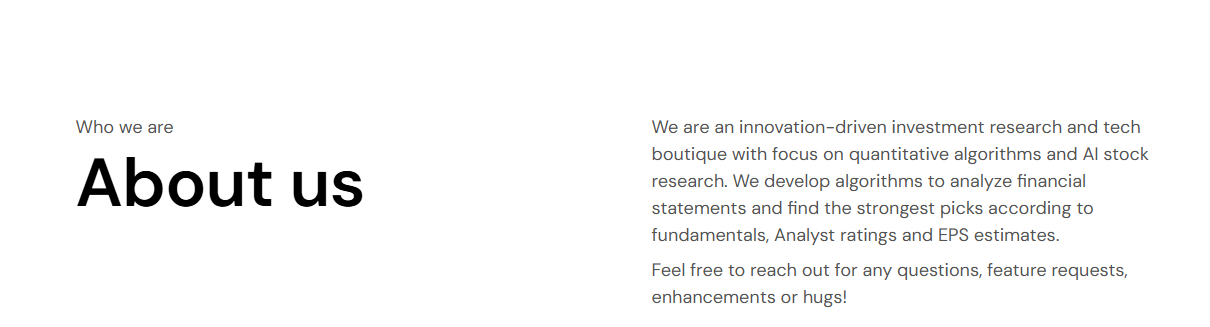 Who we are
About us
We are an innovation-driven investment research and tech
boutique with focus on quantitative algorithms and AI stock
research. We develop algorithms to analyze financial
statements and find the strongest picks according to
fundamentals, Analyst ratings and EPS estimates.
Feel free to reach out for any questions, feature requests,
enhancements or hugs!